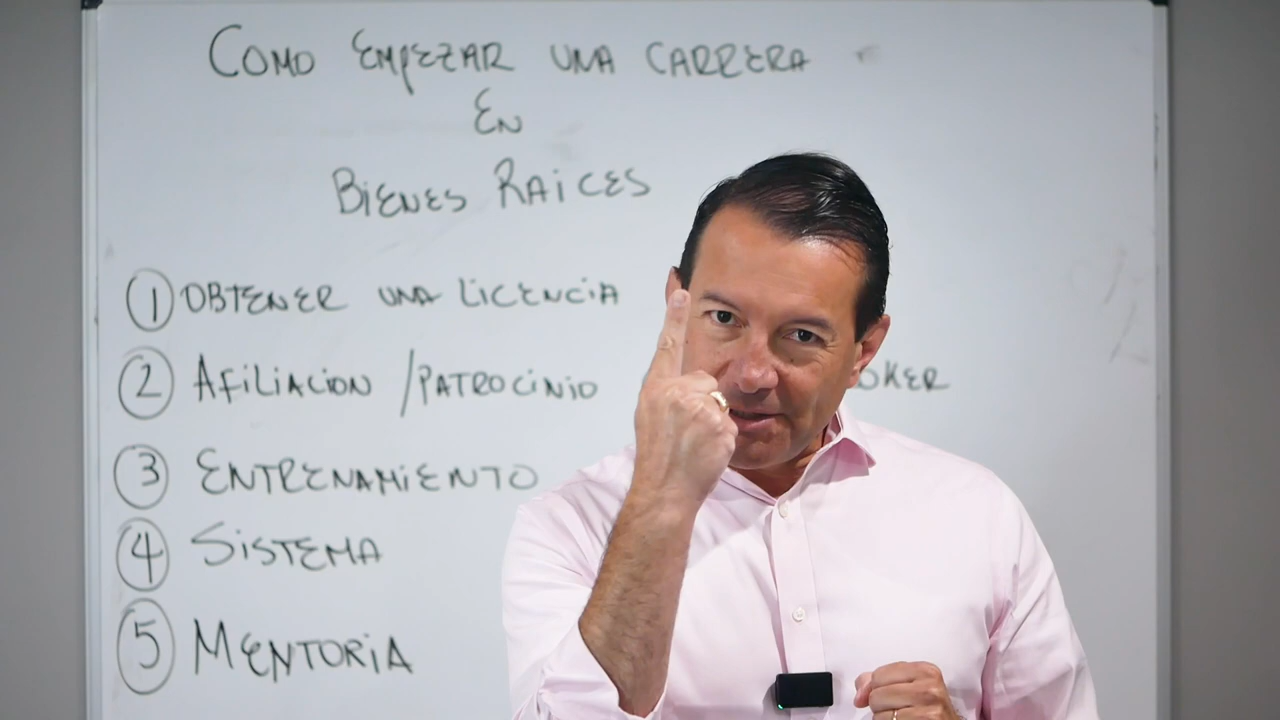 COMO EMPEZAR UNA CARRERA
EN
BIENES RAICES
1 OBTENER UNA LICENCIA
2 AFILIACION / PATROCINIO
3 ENTRENAMIENTO
4 SISTEMA
5 MENTORIA